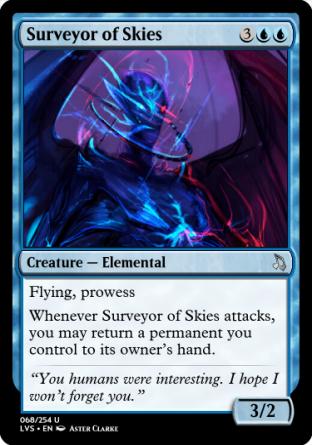 Surveyor of Skies 3
Creature — Elemental
Flying, prowess
Whenever Surveyor of Skies attacks,
you may return a permanent you
control to its owner's hand.
“You humans were interesting. I hope I
won't forget you.”
3/2
068/254 U
LVS • EN Aster Clarke